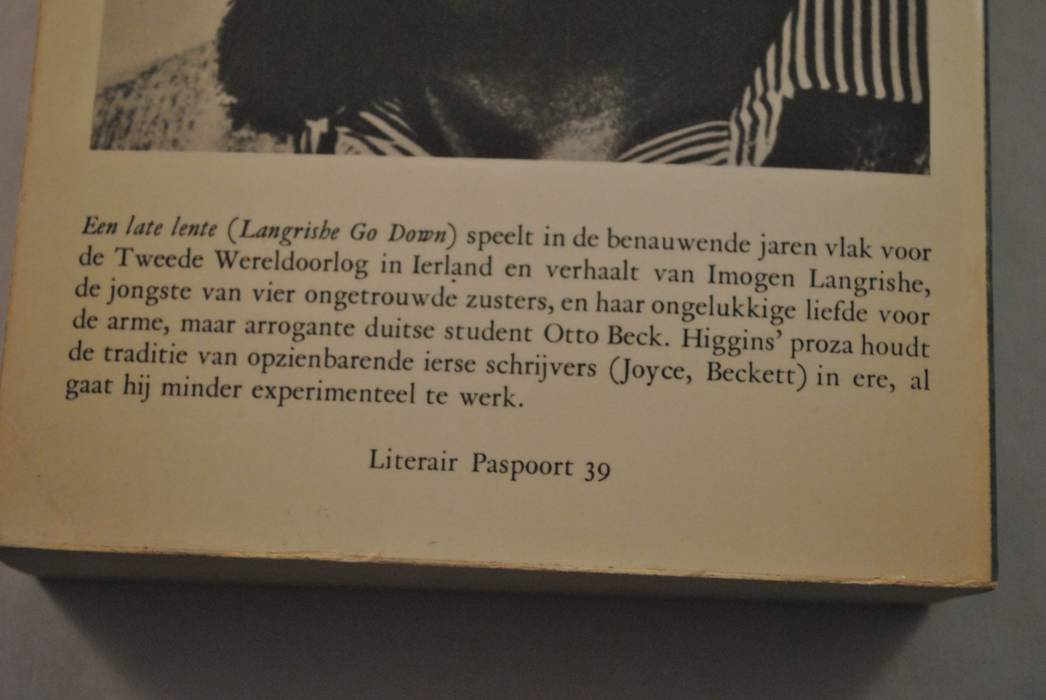 Een late lente (Langrishe Go Down) speelt in de benauwende jaren vlak voor
de Tweede Wereldoorlog in Ierland en verhaalt van Imogen Langrishe,
de jongste van vier ongetrouwde zusters, en haar ongelukkige liefde voor
de arme, maar arrogante duitse student Otto Beck. Higgins' proza houdt
de traditie van opzienbarende ierse schrijvers (Joyce, Beckett) in ere, al
gaat hij minder experimenteel te werk.
Literair Paspoort 39